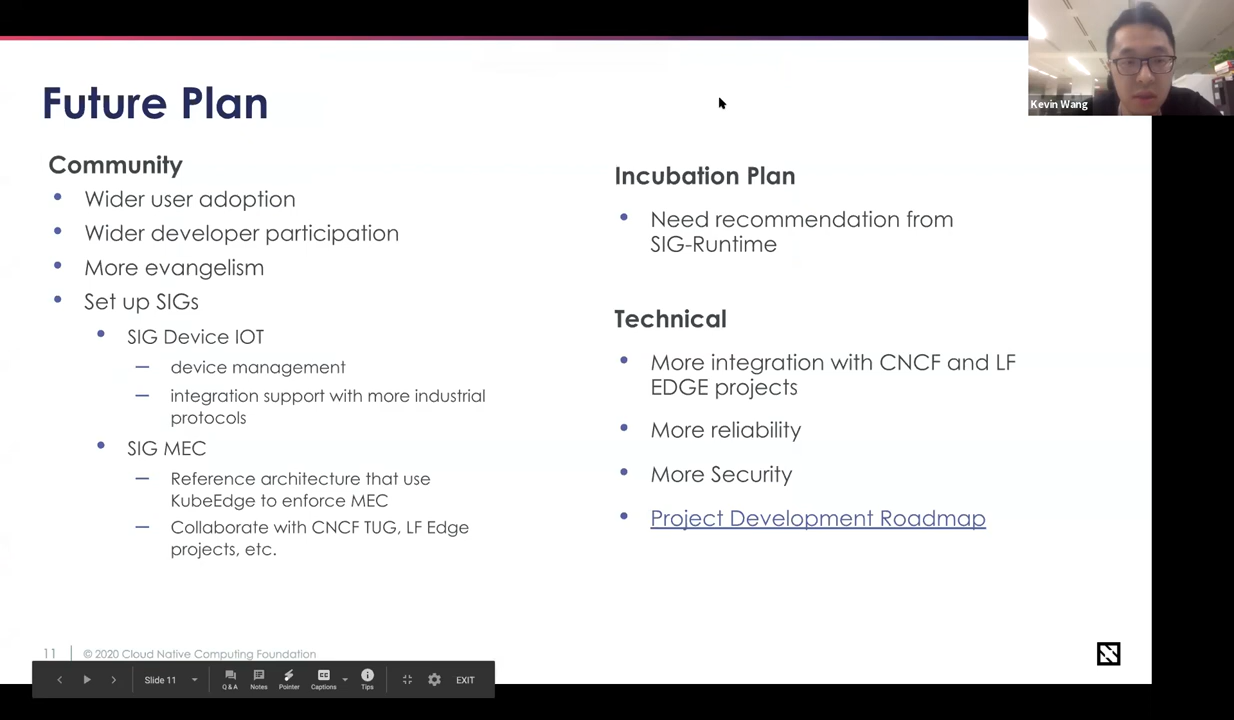 Future Plan
Community
• Wider user adoption
• Wider developer participation
• More evangelism
• Set up SIGs
• SIG Device IOT
— device management
— integration support with more industrial
protocols
• SIG MEC
— Reference architecture that use
KubeEdge to enforce MEC
— Collaborate with CNCF TUG, LF Edge
projects, etc.
Incubation Plan
• Need recommendation from
SIG-Runtime
Technical
• More integration with CNCF and LF
EDGE projects
• More reliability
• More Security
• Project Development Roadmap
Kevin Wang
11 | © 2020 Cloud Native Computing Foundation
Slide 11
Q & A
Notes
Pointer
CC
Captions
Tips
EXIT